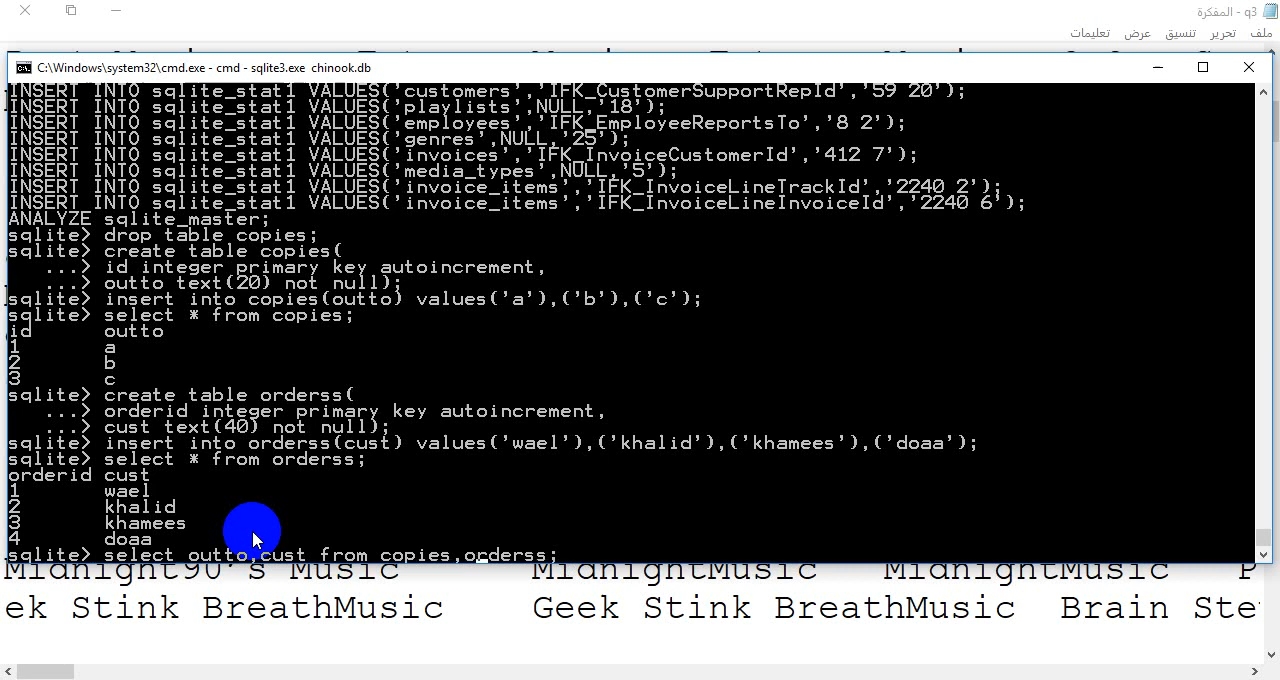 q3 - المفكرة
ملف تحرير تنسيق عرض تعليمات
C:\Windows\system32\cmd.exe - cmd - sqlite3.exe chinook.db
INSERT INTO sqlite_stat1 VALUES('customers','IFK_CustomerSupportRepId','59 20');
INSERT INTO sqlite_stat1 VALUES('playlists',NULL,'18');
INSERT INTO sqlite_stat1 VALUES('employees','IFK_EmployeeReportsTo','8 2');
INSERT INTO sqlite_stat1 VALUES('genres',NULL,'25');
INSERT INTO sqlite_stat1 VALUES('invoices','IFK_InvoiceCustomerId','412 7');
INSERT INTO sqlite_stat1 VALUES('media_types',NULL,'5');
INSERT INTO sqlite_stat1 VALUES('invoice_items','IFK_InvoiceLineTrackId','2240 2');
INSERT INTO sqlite_stat1 VALUES('invoice_items','IFK_InvoiceLineInvoiceId','2240 6');
ANALYZE sqlite_master;
sqlite> drop table copies;
sqlite> create table copies(
...> id integer primary key autoincrement,
...> outto text(20) not null);
sqlite> insert into copies(outto) values('a'),('b'),('c');
sqlite> select * from copies;
id outto
1 a
2 b
3 c
sqlite> create table orderss(
...> orderid integer primary key autoincrement,
...> cust text(40) not null);
sqlite> insert into orderss(cust) values('wael'),('khalid'),('khamees'),('doaa');
sqlite> select * from orderss;
orderid cust
1 wael
2 khalid
3 khamees
4 doaa
sqlite> select outto,cust from copies,orderss;
Midnight90's Music MidnightMusic MidnightMusic P
ek Stink BreathMusic Geek Stink BreathMusic Brain Ste